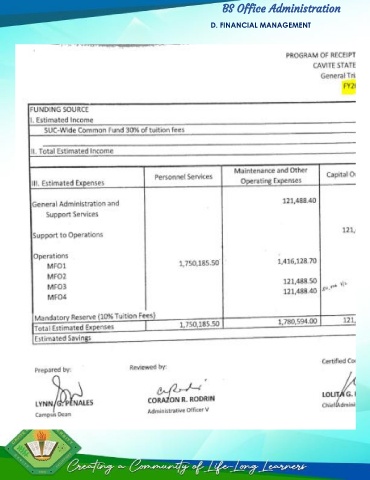 BS Office Administration
D. FINANCIAL MANAGEMENT
PROGRAM OF RECEIPT
CAVITE STATE
General Tri
FY20
FUNDING SOURCE
I. Estimated Income
SUC-Wide Common Fund 30% of tuition fees
II. Total Estimated Income
III. Estimated Expenses Personnel Services Maintenance and Other Operating Expenses Capital O
General Administration and 121,488.40
Support Services
Support to Operations 121,
Operations
MFO1 1,750,185.50 1,416,128.70
MFO2
MFO3 121,488.50
MFO4 121,488.40
Mandatory Reserve (10% Tuition Fees)
Total Estimated Expenses 1,750,185.50 1,780,594.00 121,
Estimated Savings
Prepared by: Reviewed by: Certified Co
LYNN G. PENALES CORAZON R. RODRIN LOLITA G.
Campus Dean Administrative Officer V Chief Admini
Creating a Community of Life-Long Learners